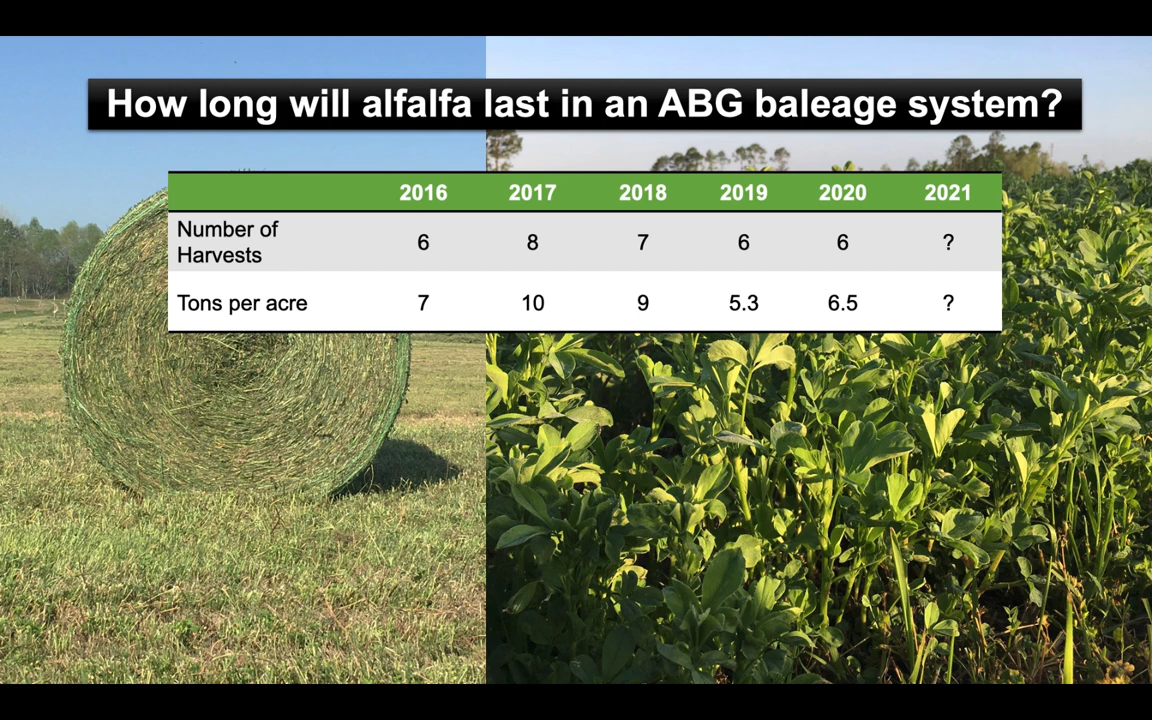 How long will alfalfa last in an ABG baleage system?
2016 2017 2018 2019 2020 2021
Number of
Harvests 6 8 7 6 6 ?
Tons per acre 7 10 9 5.3 6.5 ?